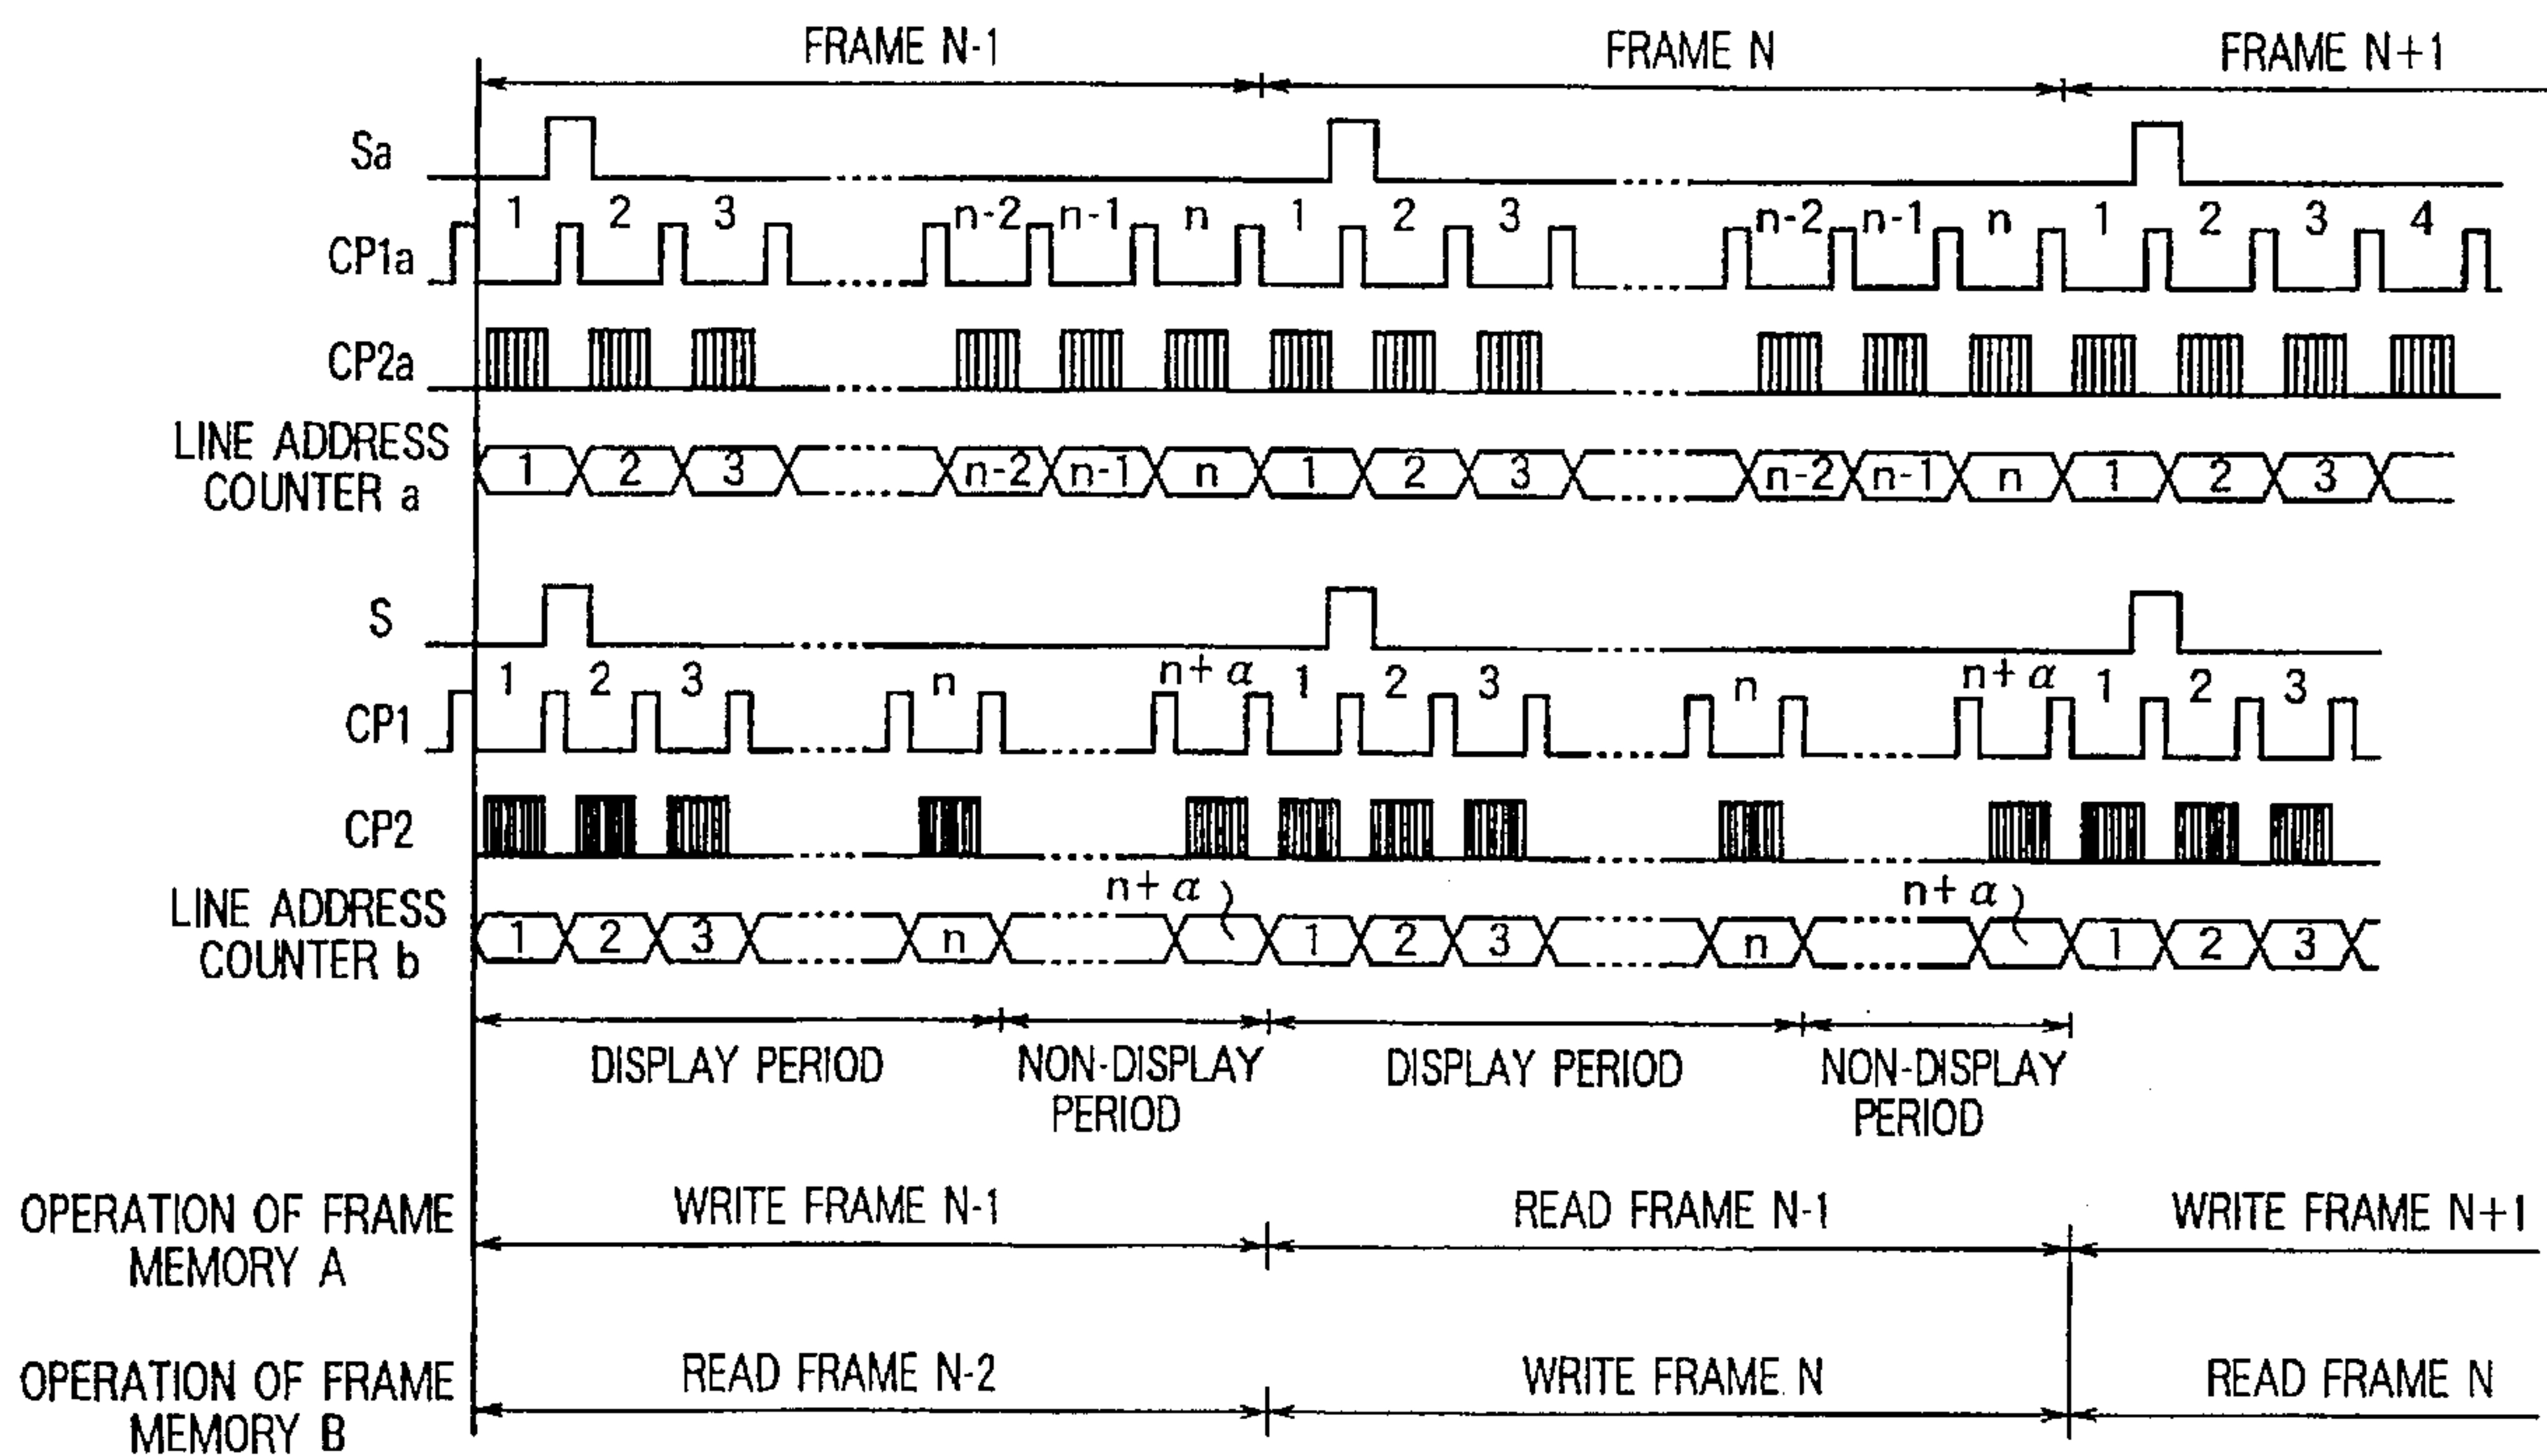 FRAME N-1 FRAME N FRAME N+1
Sa
1 2 3 n-2 n-1 n 1 2 3 n-2 n-1 n 1 2 3 4
CP1a
CP2a
LINE ADDRESS
COUNTER a
1 2 3 n-2 n-1 n 1 2 3 n-2 n-1 n 1 2 3
S
1 2 3 n n+α 1 2 3 n n+α 1 2 3
CP1
CP2
n+α n+α
LINE ADDRESS
COUNTER b
1 2 3 n 1 2 3 n 1 2 3
DISPLAY PERIOD NON-DISPLAY PERIOD DISPLAY PERIOD NON-DISPLAY PERIOD
OPERATION OF FRAME
MEMORY A
WRITE FRAME N-1 READ FRAME N-1 WRITE FRAME N+1
OPERATION OF FRAME
MEMORY B
READ FRAME N-2 WRITE FRAME N READ FRAME N